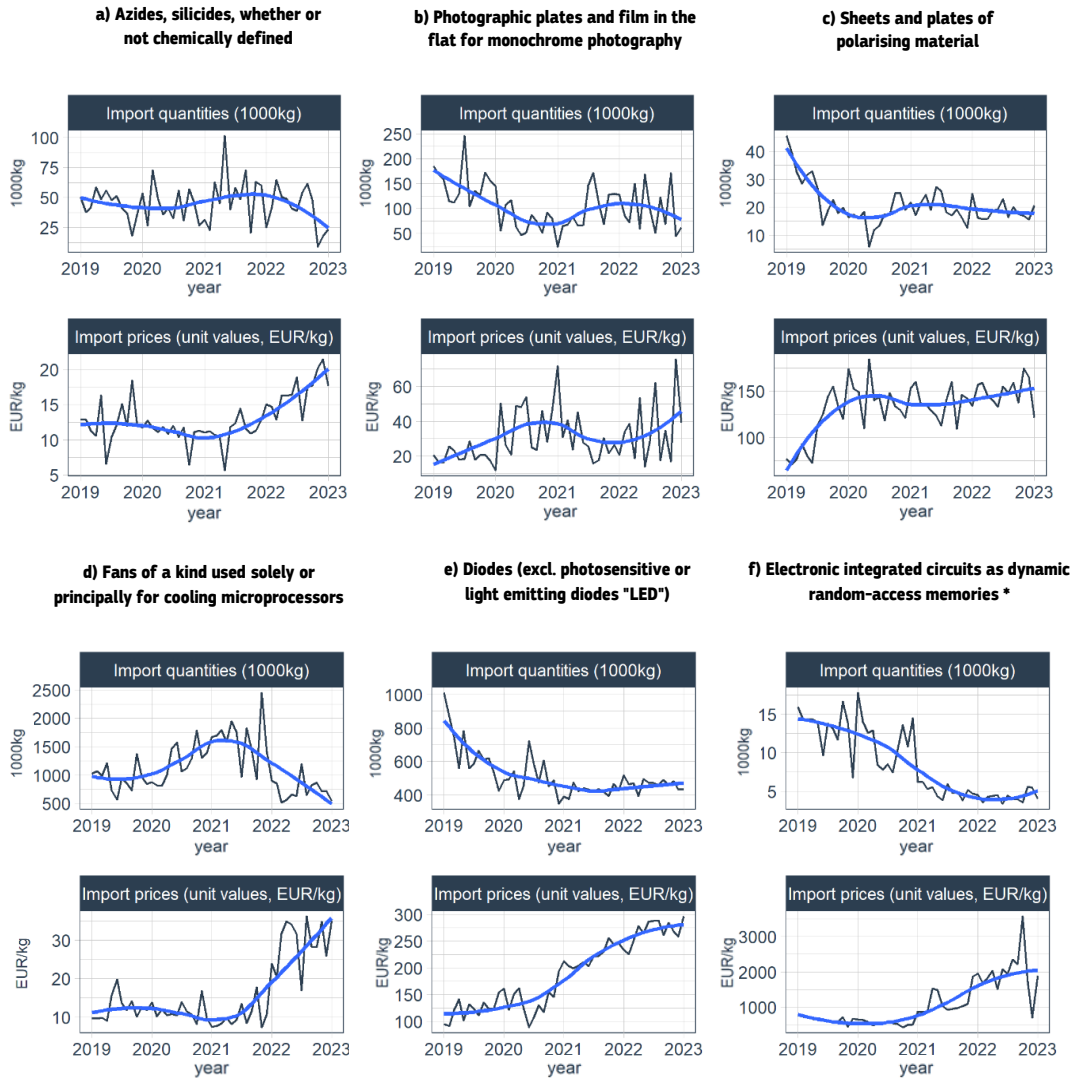 a) Azides, silicides, whether or
not chemically defined
Import quantities (1000kg)
1000kg
100
75
50
25
2019 2020 2021 2022 2023
year
Import prices (unit values, EUR/kg)
EUR/kg
20
15
10
5
2019 2020 2021 2022 2023
year
b) Photographic plates and film in the
flat for monochrome photography
Import quantities (1000kg)
1000kg
250
200
150
100
50
2019 2020 2021 2022 2023
year
Import prices (unit values, EUR/kg)
EUR/kg
60
40
20
2019 2020 2021 2022 2023
year
c) Sheets and plates of
polarising material
Import quantities (1000kg)
1000kg
40
30
20
10
2019 2020 2021 2022 2023
year
Import prices (unit values, EUR/kg)
EUR/kg
150
100
2019 2020 2021 2022 2023
year
d) Fans of a kind used solely or
principally for cooling microprocessors
Import quantities (1000kg)
1000kg
2500
2000
1500
1000
500
2019 2020 2021 2022 2023
year
Import prices (unit values, EUR/kg)
EUR/kg
30
20
10
2019 2020 2021 2022 2023
year
e) Diodes (excl. photosensitive or
light emitting diodes "LED")
Import quantities (1000kg)
1000kg
1000
800
600
400
2019 2020 2021 2022 2023
year
Import prices (unit values, EUR/kg)
EUR/kg
300
250
200
150
100
2019 2020 2021 2022 2023
year
f) Electronic integrated circuits as dynamic
random-access memories *
Import quantities (1000kg)
1000kg
15
10
5
2019 2020 2021 2022 2023
year
Import prices (unit values, EUR/kg)
EUR/kg
3000
2000
1000
2019 2020 2021 2022 2023
year